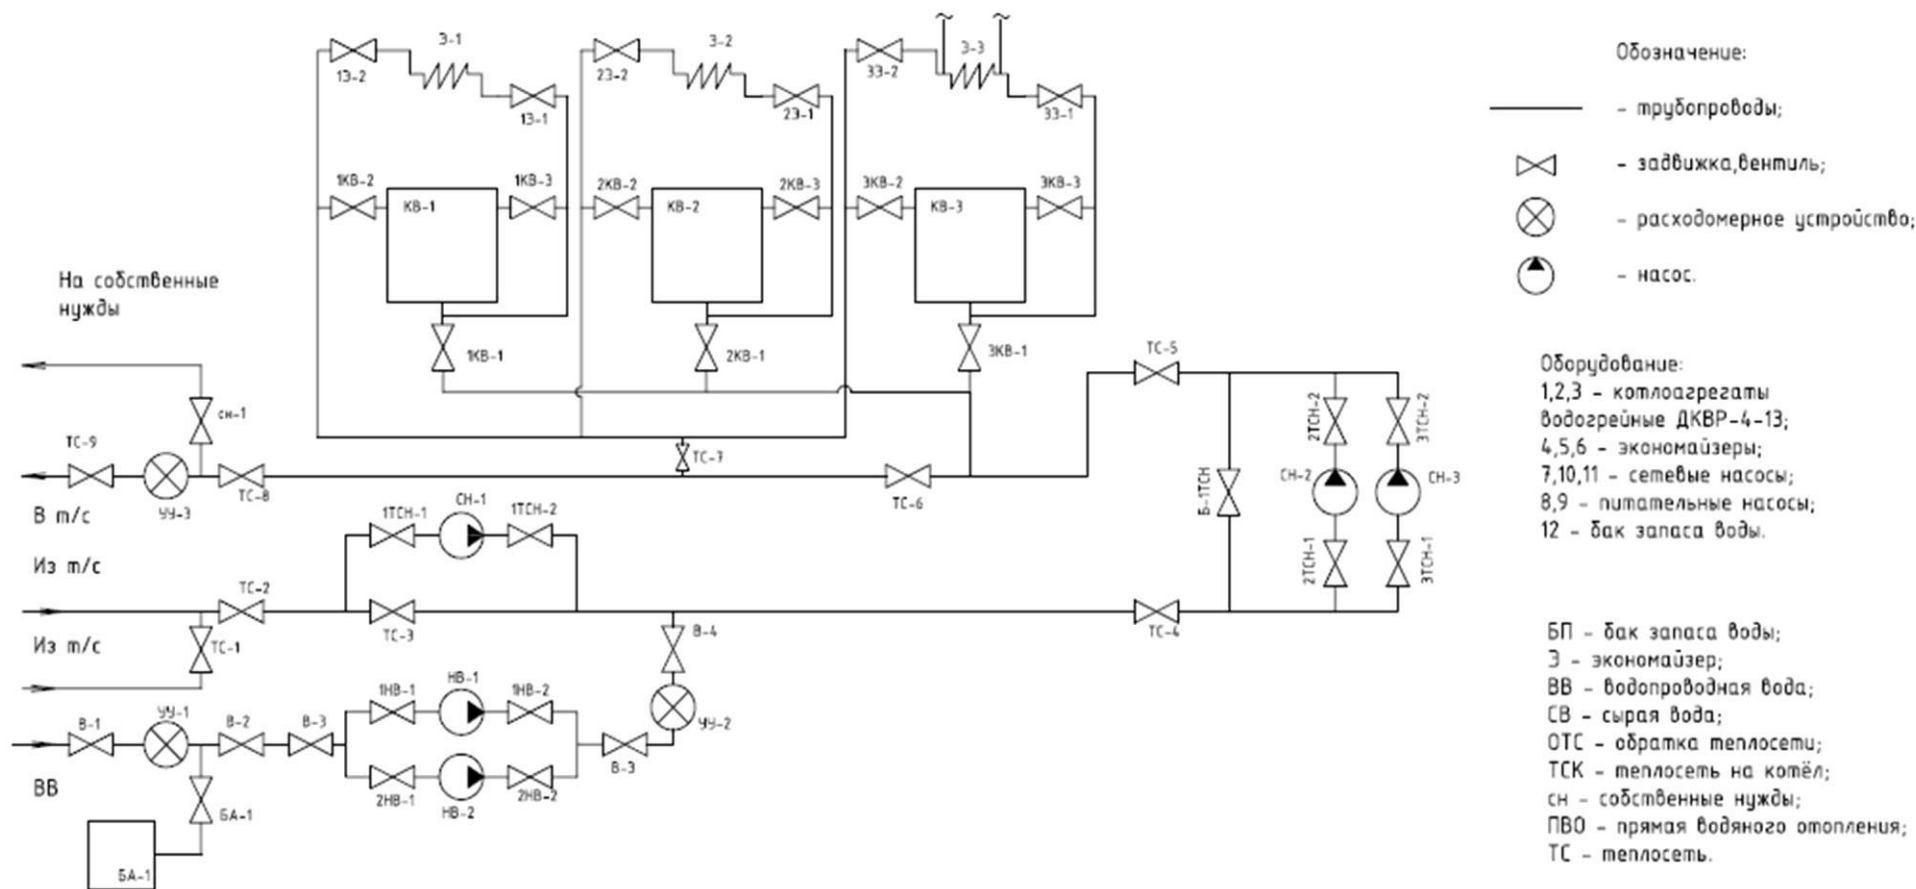 Э-1
Э-2
Э-3
1Э-2
1Э-1
2Э-2
2Э-1
3Э-2
3Э-1
1КВ-2
КВ-1
1КВ-3
2КВ-2
КВ-2
2КВ-3
3КВ-2
КВ-3
3КВ-3
1КВ-1
2КВ-1
3КВ-1
На собственные
нужды
сн-1
ТС-9
УУ-3
ТС-8
ТС-7
ТС-6
ТС-5
В т/с
Из т/с
Из т/с
1ТСН-1
СН-1
1ТСН-2
ТС-2
ТС-3
ТС-1
ТС-4
Б-1ТСН
2ТСН-2
СН-2
2ТСН-1
3ТСН-2
СН-3
3ТСН-1
В-4
УУ-2
В-1
УУ-1
В-2
В-3
1НВ-1
НВ-1
1НВ-2
2НВ-1
НВ-2
2НВ-2
В-3
ВВ
БА-1
БА-1
Обозначение:
- трубопроводы;
- задвижка,вентиль;
- расходомерное устройство;
- насос.
Оборудование:
1,2,3 - котлоагрегаты
водогрейные ДКВР-4-13;
4,5,6 - экономайзеры;
7,10,11 - сетевые насосы;
8,9 - питательные насосы;
12 - бак запаса воды.
БП - бак запаса воды;
Э - экономайзер;
ВВ - водопроводная вода;
СВ - сырая вода;
ОТС - обратка теплосети;
ТСК - теплосеть на котёл;
сн - собственные нужды;
ПВО - прямая водяного отопления;
ТС - теплосеть.